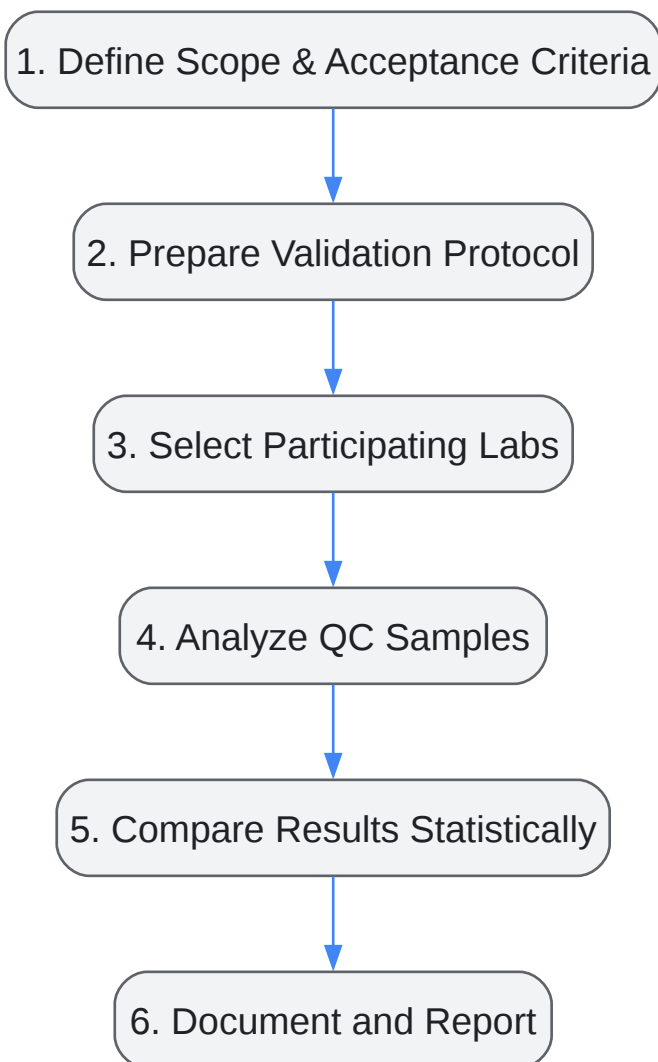 1. Define Scope & Acceptance Criteria
2. Prepare Validation Protocol
3. Select Participating Labs
4. Analyze QC Samples
5. Compare Results Statistically
6. Document and Report